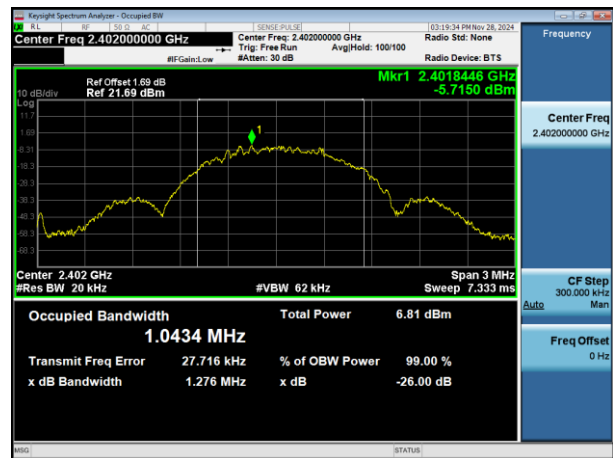 Keysight Spectrum Analyzer - Occupied BW
RL RF 50 Ω AC SENSE:PULSE 03:19:34 PM Nov 28, 2024
Center Freq 2.402000000 GHz Center Freq: 2.402000000 GHz Radio Std: None
Trig: Free Run Avg|Hold: 100/100
#IFGain:Low #Atten: 30 dB Radio Device: BTS
Frequency
Ref Offset 1.69 dB Mkr1 2.4018446 GHz
10 dB/div Ref 21.69 dBm -5.7150 dBm
Log
11.7
1.69
-8.31
-18.3
-28.3
-38.3
-48.3
-58.3
-68.3
1
Center Freq
2.402000000 GHz
Center 2.402 GHz Span 3 MHz
#Res BW 20 kHz #VBW 62 kHz Sweep 7.333 ms
CF Step
300.000 kHz
Auto Man
Occupied Bandwidth Total Power 6.81 dBm
1.0434 MHz
Transmit Freq Error 27.716 kHz % of OBW Power 99.00 %
x dB Bandwidth 1.276 MHz x dB -26.00 dB
Freq Offset
0 Hz
MSG STATUS